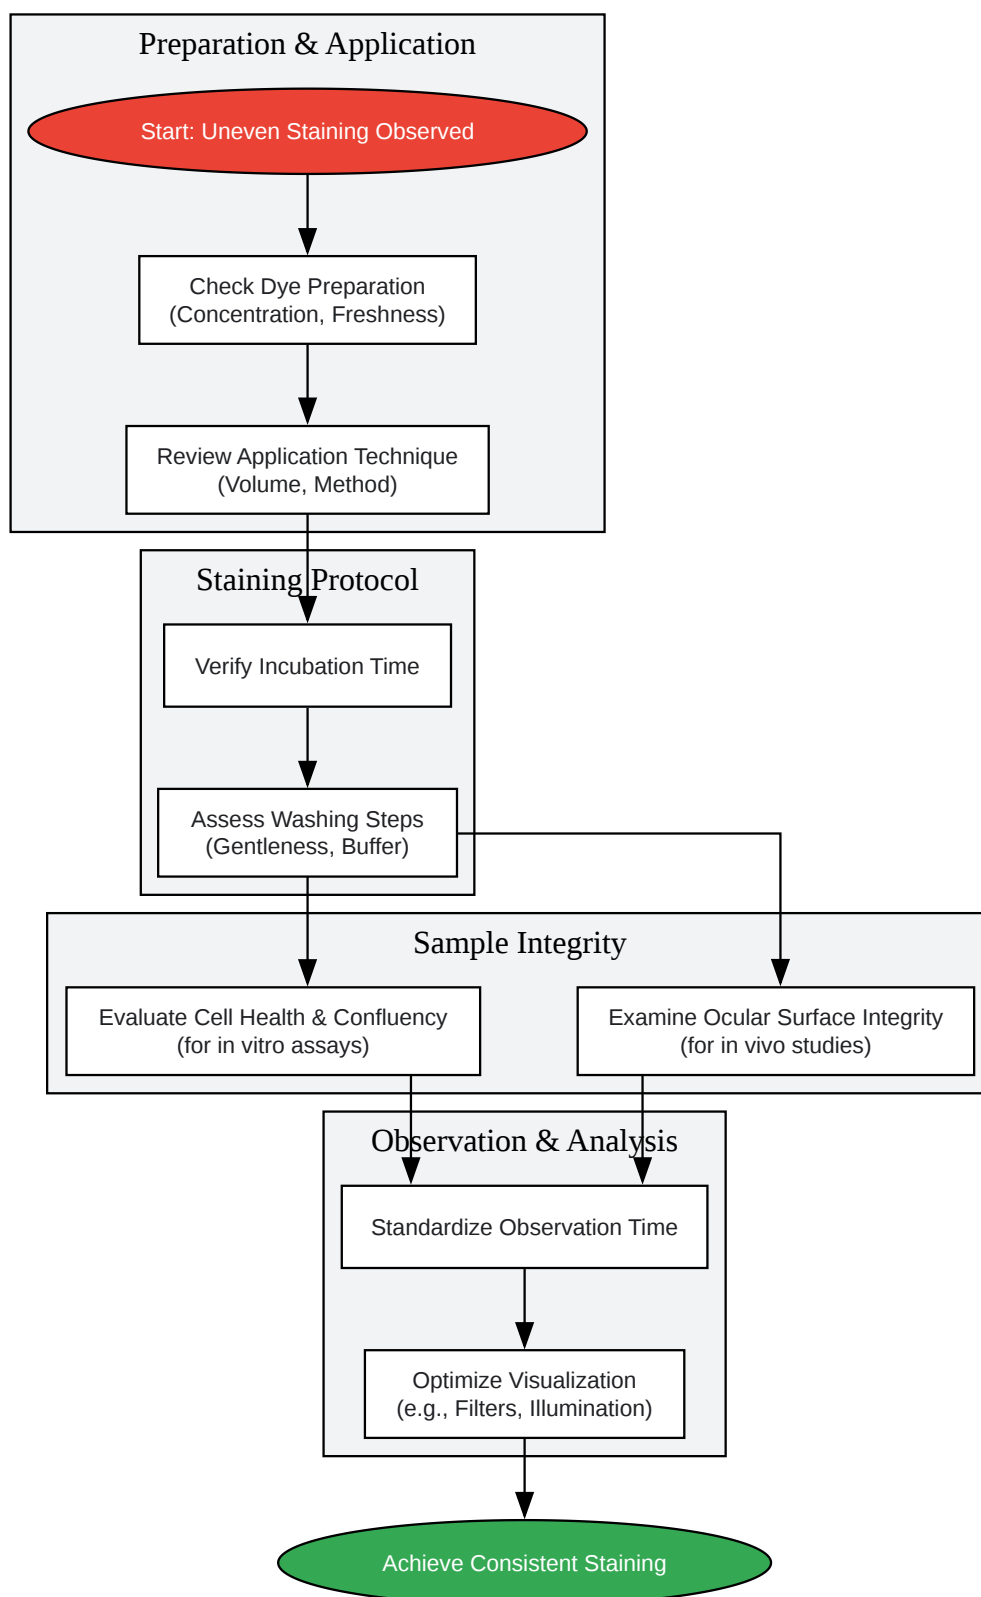 Preparation & Application
Start: Uneven Staining Observed
Check Dye Preparation
(Concentration, Freshness)
Review Application Technique
(Volume, Method)
Staining Protocol
Verify Incubation Time
Assess Washing Steps
(Gentleness, Buffer)
Sample Integrity
Evaluate Cell Health & Confluency
(for in vitro assays)
Examine Ocular Surface Integrity
(for in vivo studies)
Observation & Analysis
Standardize Observation Time
Optimize Visualization
(e.g., Filters, Illumination)
Achieve Consistent Staining